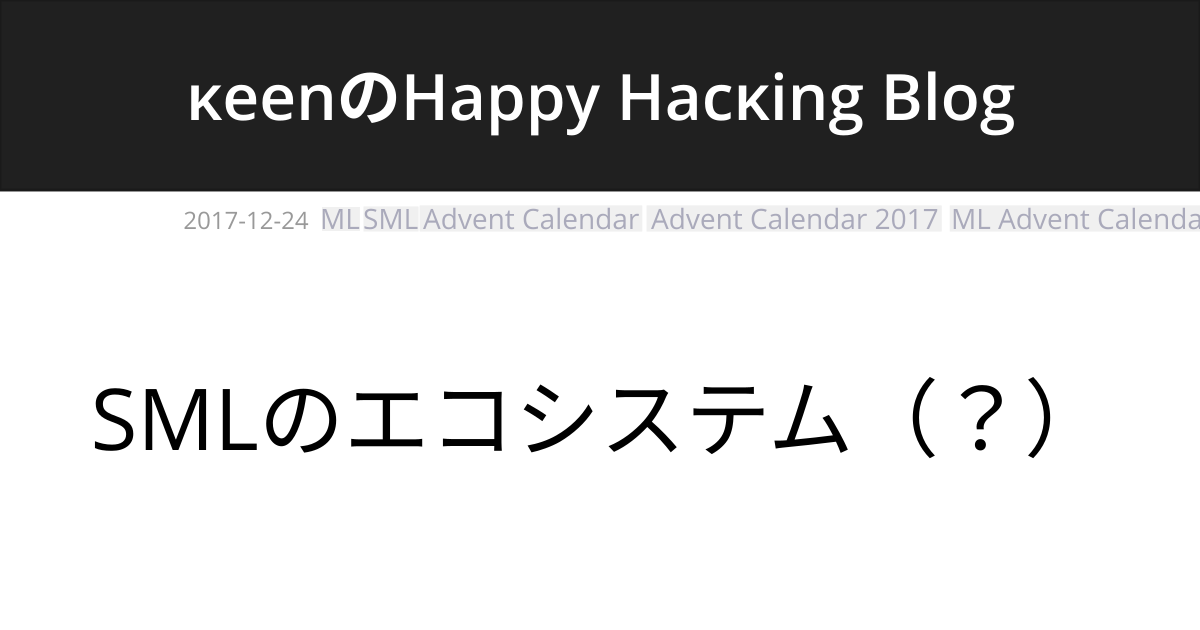 κeenのHappy Hacκing Blog
2017-12-24 ML SML Advent Calendar Advent Calendar 2017 ML Advent Calenda
SMLのエコシステム（？）